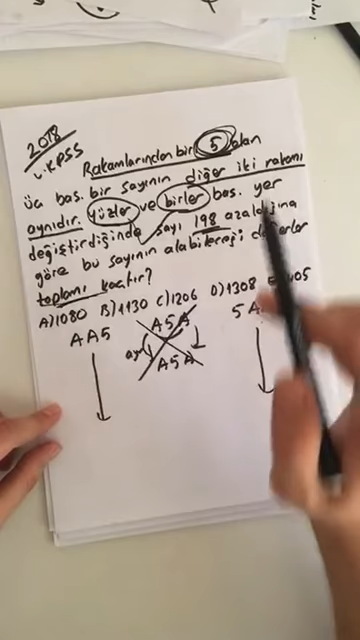 2018
KPSS
Rakamlarından biri 5 olan
üç bas. bir sayının diğer iki rakamı
aynıdır. Yüzler ve birler bas. yer
değiştirdiğinde sayı 198 azaldığına
göre bu sayının alabileceği değerler
toplamı kaçtır?
A)1080 B)1130 C)1206 D)1308
AA5 A5A 5A
aynı A5A